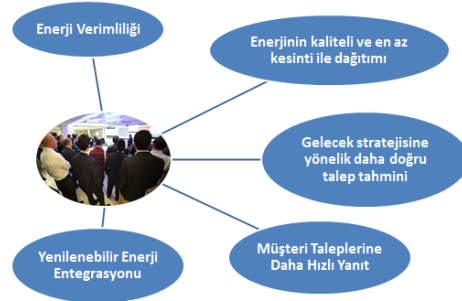 Enerji Verimliliği
Enerjinin kaliteli ve en az
kesinti ile dağıtımı
Gelecek stratejisine
yönelik daha doğru
talep tahmini
Yenilenebilir Enerji
Entegrasyonu
Müşteri Taleplerine
Daha Hızlı Yanıt